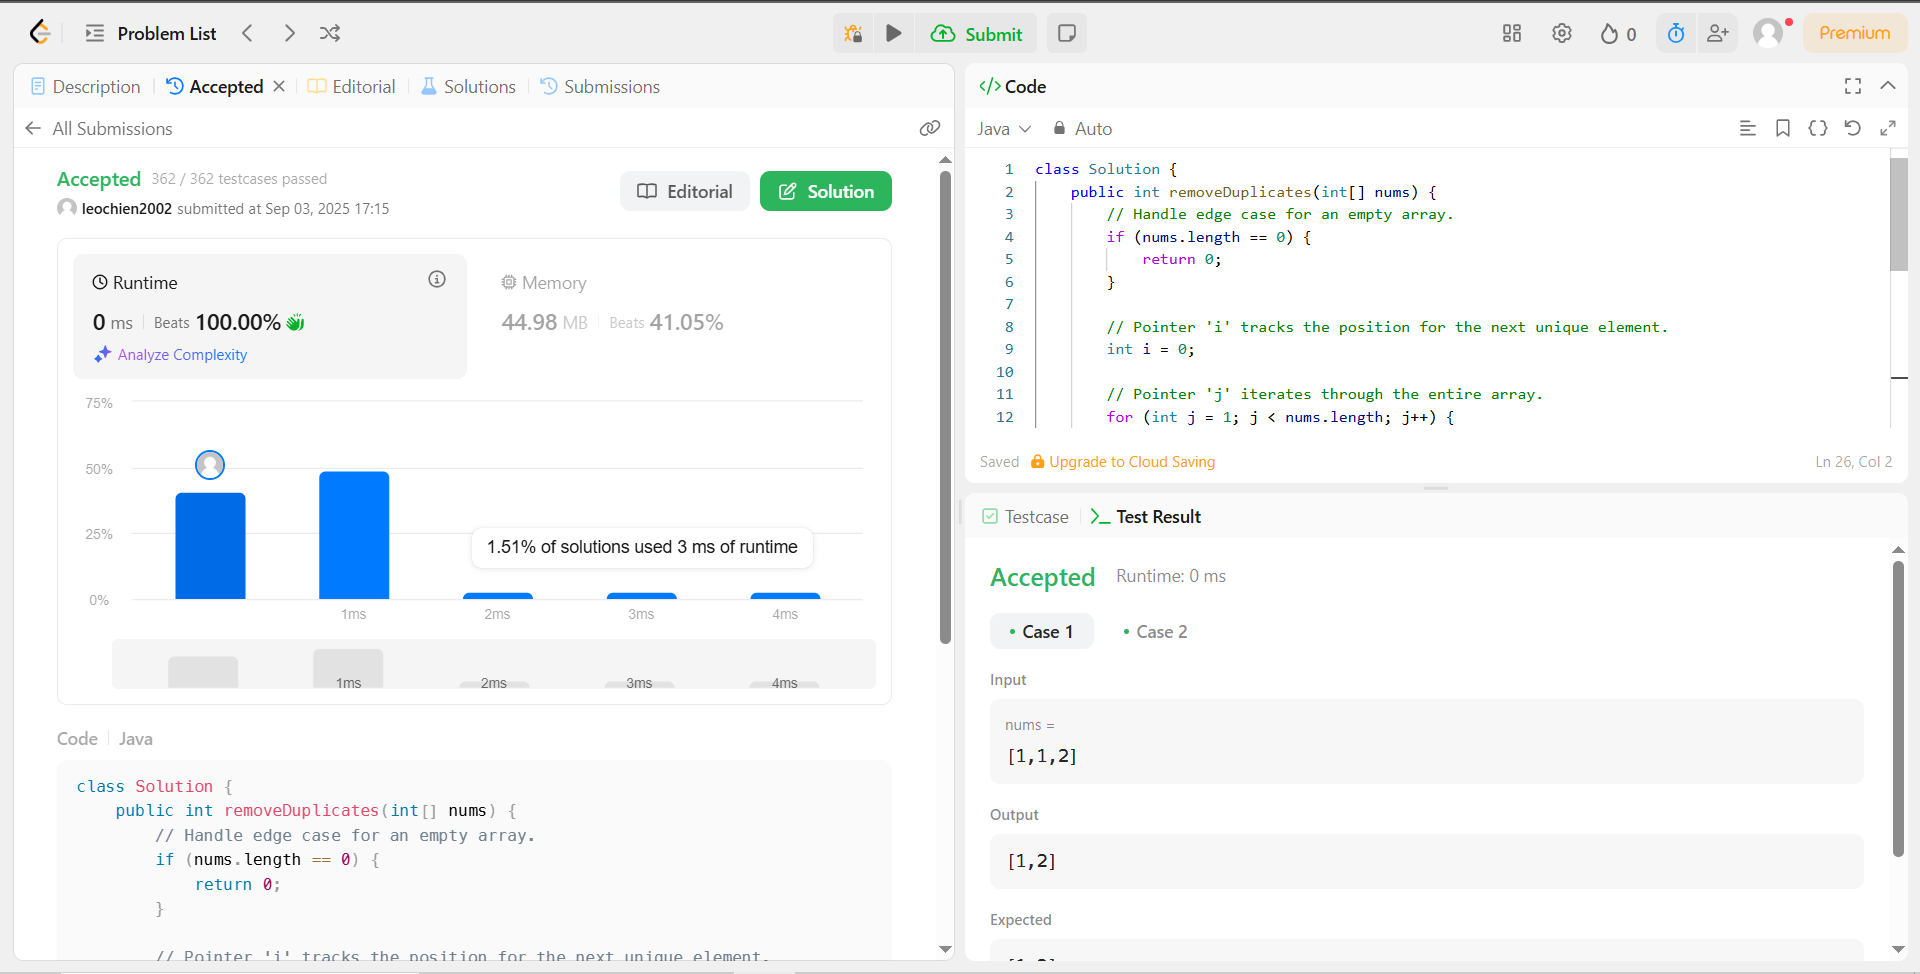 Problem List
Submit
0
Premium
Description
Accepted
Editorial
Solutions
Submissions
All Submissions
Accepted 362 / 362 testcases passed
leochien2002 submitted at Sep 03, 2025 17:15
Editorial
Solution
Runtime
0 ms Beats 100.00%
Analyze Complexity
Memory
44.98 MB Beats 41.05%
75%
50%
25%
0%
1.51% of solutions used 3 ms of runtime
1ms 2ms 3ms 4ms
1ms 2ms 3ms 4ms
Code Java
class Solution {
public int removeDuplicates(int[] nums) {
// Handle edge case for an empty array.
if (nums.length == 0) {
return 0;
}
// Pointer 'i' tracks the position for the next unique element.
</> Code
Java Auto
1 class Solution {
2 public int removeDuplicates(int[] nums) {
3 // Handle edge case for an empty array.
4 if (nums.length == 0) {
5 return 0;
6 }
7
8 // Pointer 'i' tracks the position for the next unique element.
9 int i = 0;
10
11 // Pointer 'j' iterates through the entire array.
12 for (int j = 1; j < nums.length; j++) {
Saved Upgrade to Cloud Saving Ln 26, Col 2
Testcase
Test Result
Accepted Runtime: 0 ms
• Case 1 • Case 2
Input
nums =
[1,1,2]
Output
[1,2]
Expected